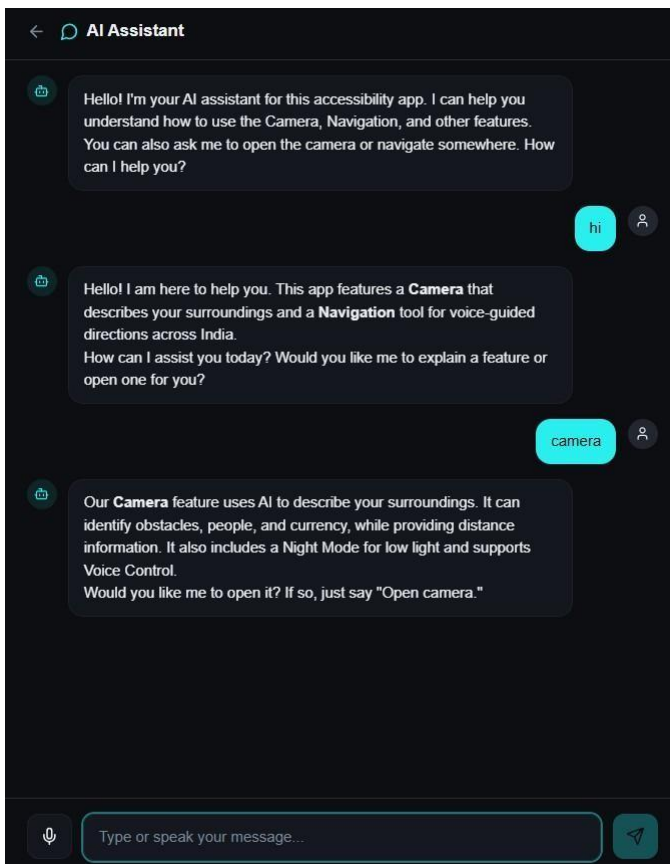 AI Assistant
Hello! I'm your AI assistant for this accessibility app. I can help you
understand how to use the Camera, Navigation, and other features.
You can also ask me to open the camera or navigate somewhere. How
can I help you?
hi
Hello! I am here to help you. This app features a Camera that
describes your surroundings and a Navigation tool for voice-guided
directions across India.
How can I assist you today? Would you like me to explain a feature or
open one for you?
camera
Our Camera feature uses AI to describe your surroundings. It can
identify obstacles, people, and currency, while providing distance
information. It also includes a Night Mode for low light and supports
Voice Control.
Would you like me to open it? If so, just say "Open camera."
Type or speak your message...